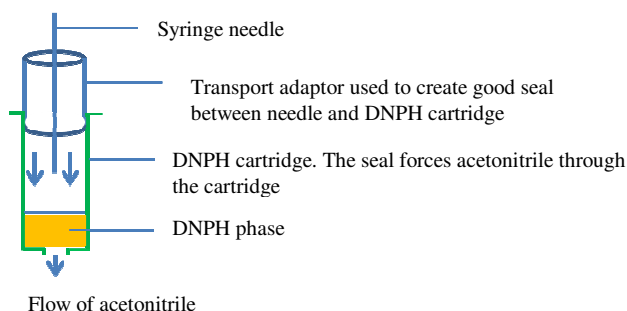 Syringe needle
Transport adaptor used to create good seal
between needle and DNPH cartridge
DNPH cartridge. The seal forces acetonitrile through
the cartridge
DNPH phase
Flow of acetonitrile